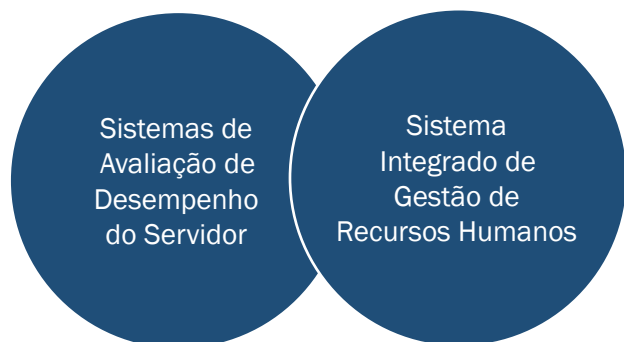 Sistemas de
Avaliação de
Desempenho
do Servidor
Sistema
Integrado de
Gestão de
Recursos Humanos